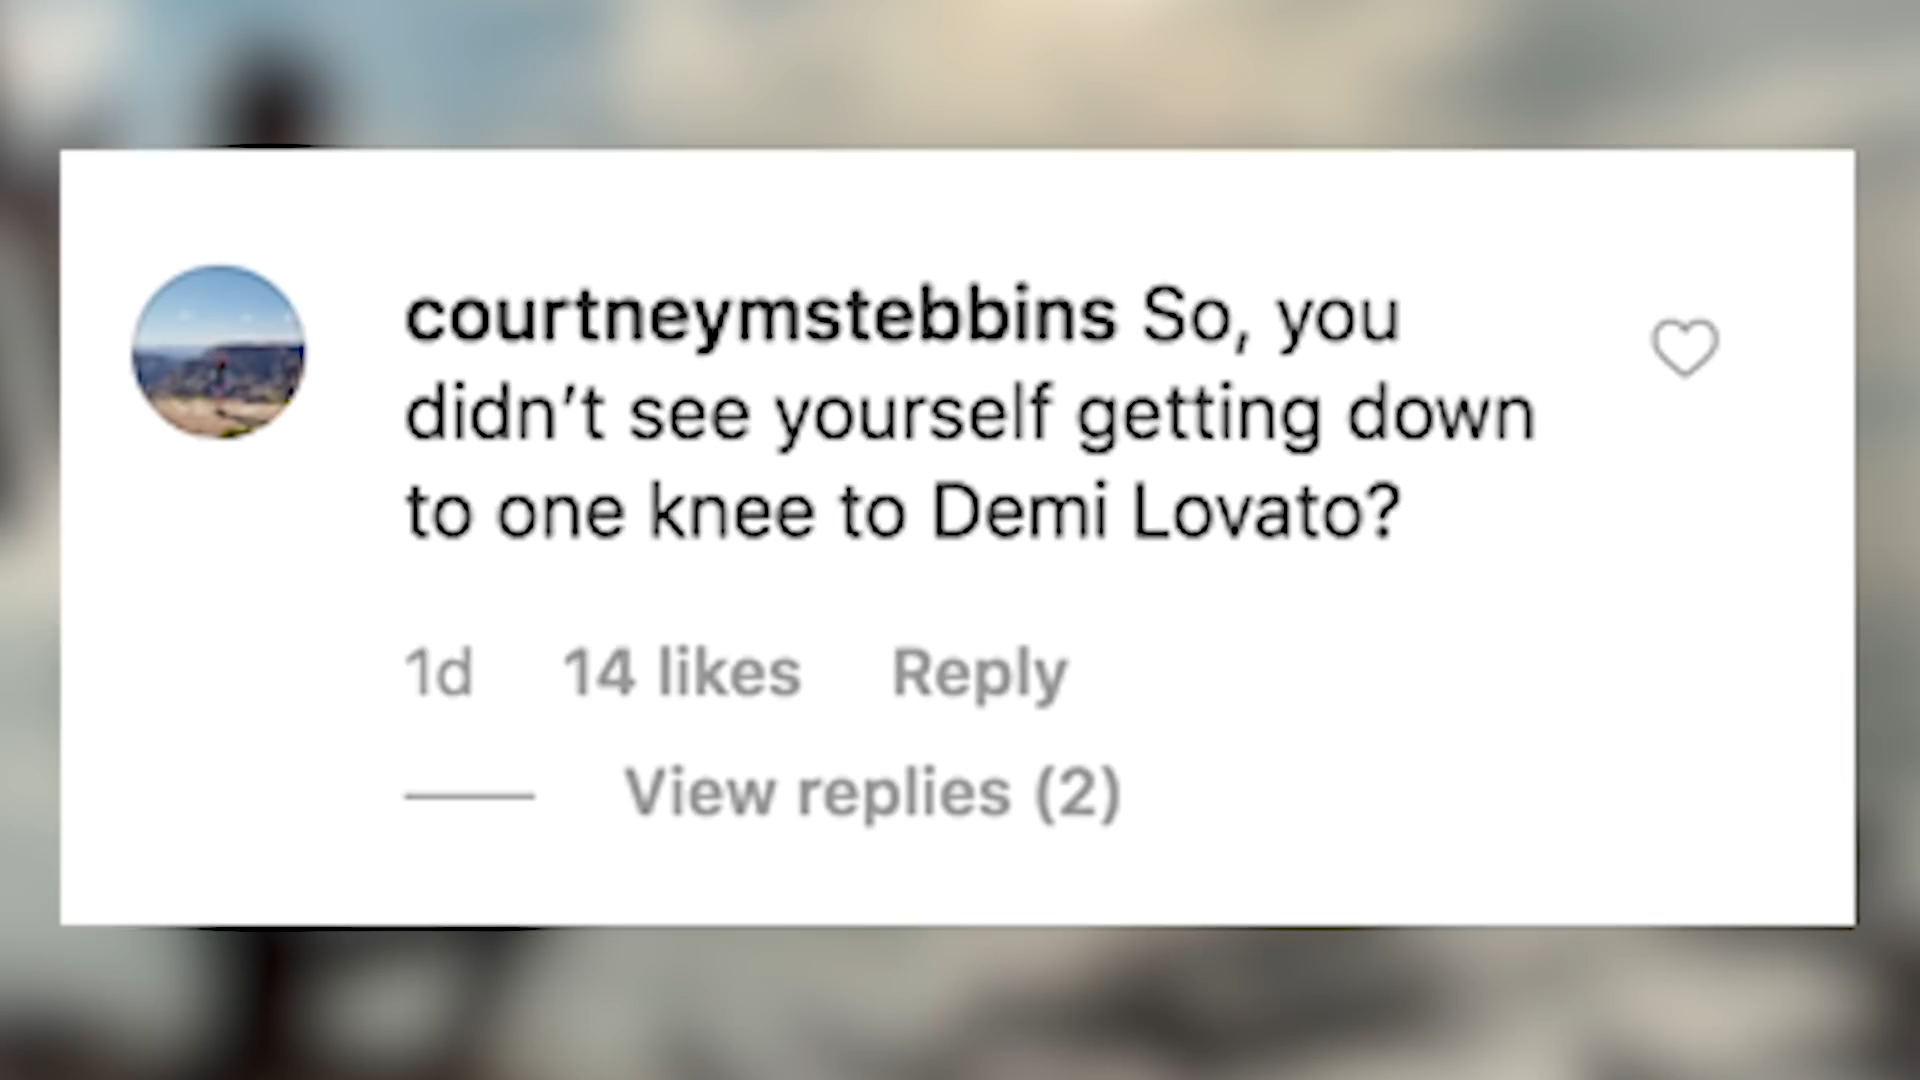 courtneymstebbins So, you
didn’t see yourself getting down
to one knee to Demi Lovato?
1d 14 likes Reply
View replies (2)